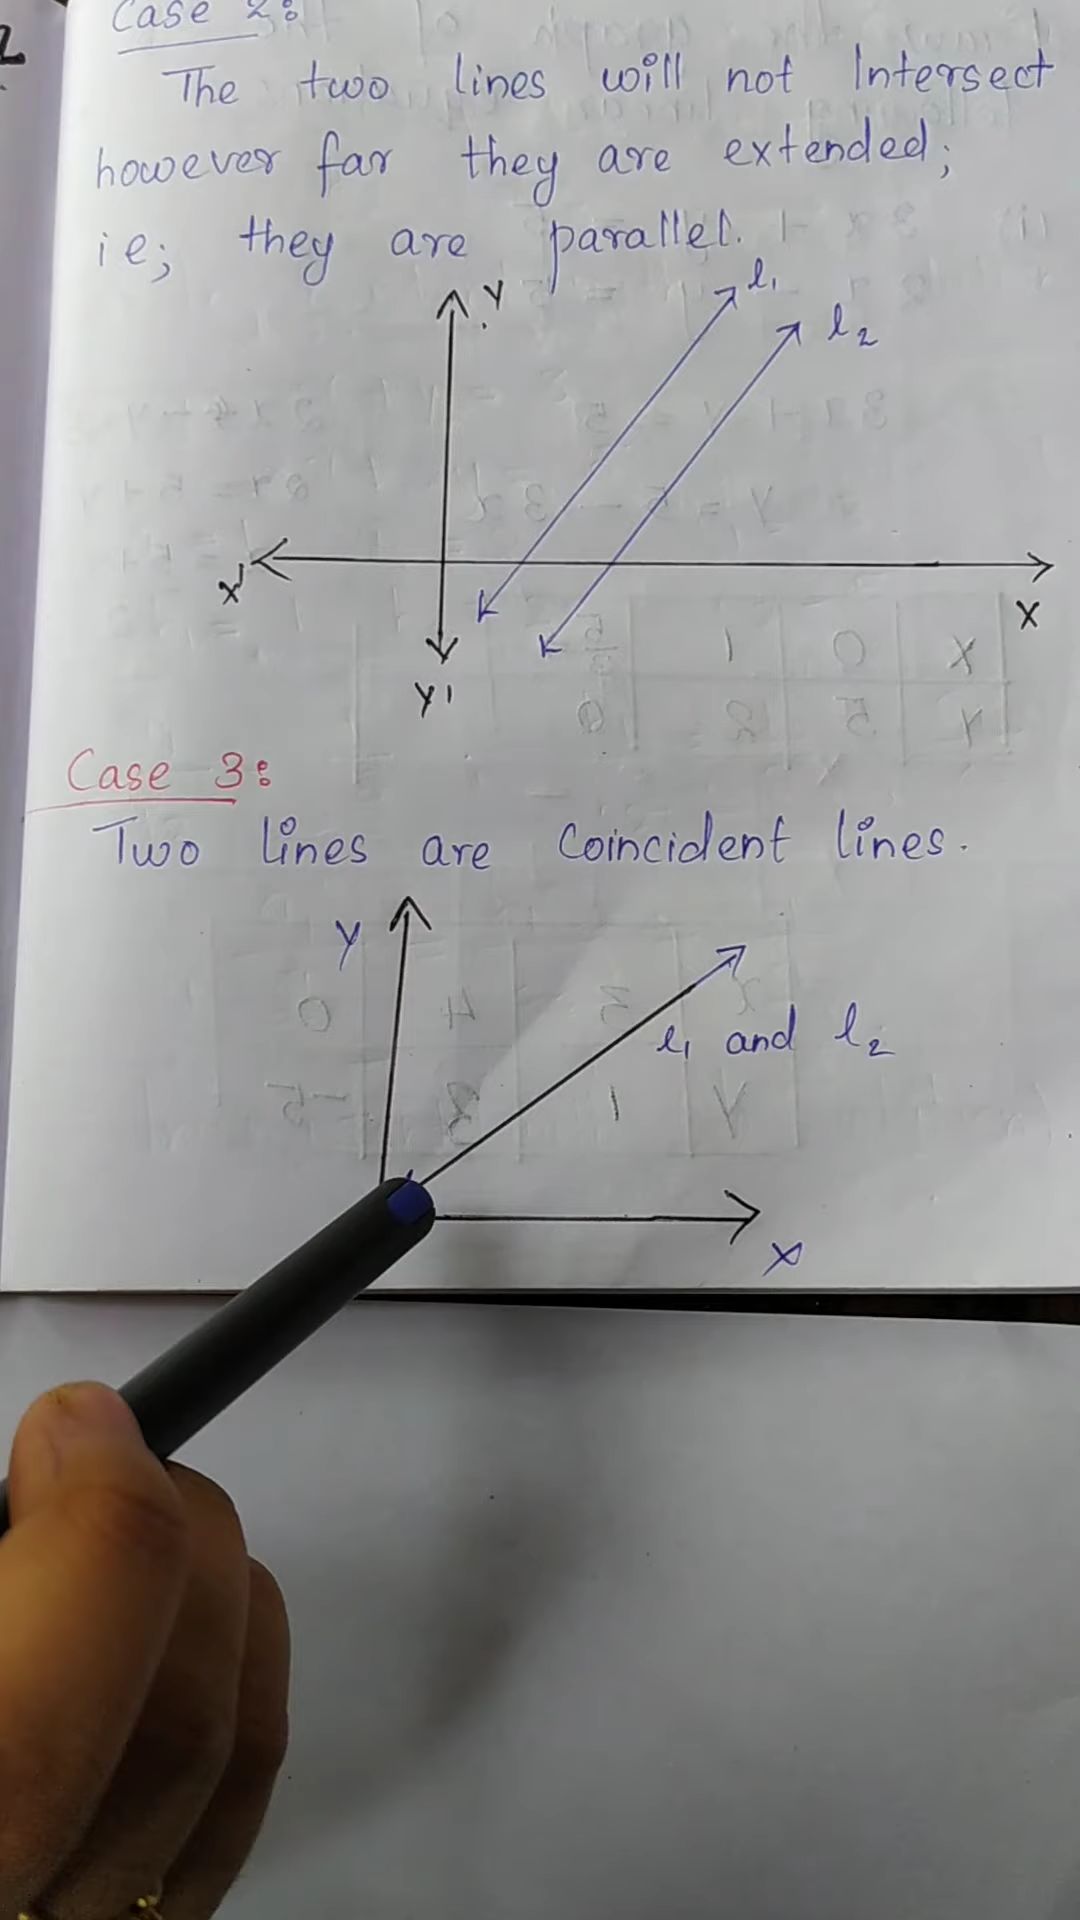 Case 2:
The two lines will not Intersect
however far they are extended;
ie; they are parallel.
Y
l1
l2
X'
X
Y1
Case 3:
Two lines are Coincident lines.
Y
l1 and l2
X